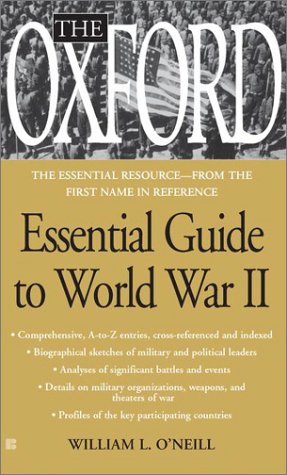 THE
OXFORD
THE ESSENTIAL RESOURCE—FROM THE
FIRST NAME IN REFERENCE
Essential Guide
to World War II
• Comprehensive, A-to-Z entries, cross-referenced and indexed
• Biographical sketches of military and political leaders
• Analyses of significant battles and events
• Details on military organizations, weapons, and
theaters of war
• Profiles of the key participating countries
WILLIAM L. O'NEILL